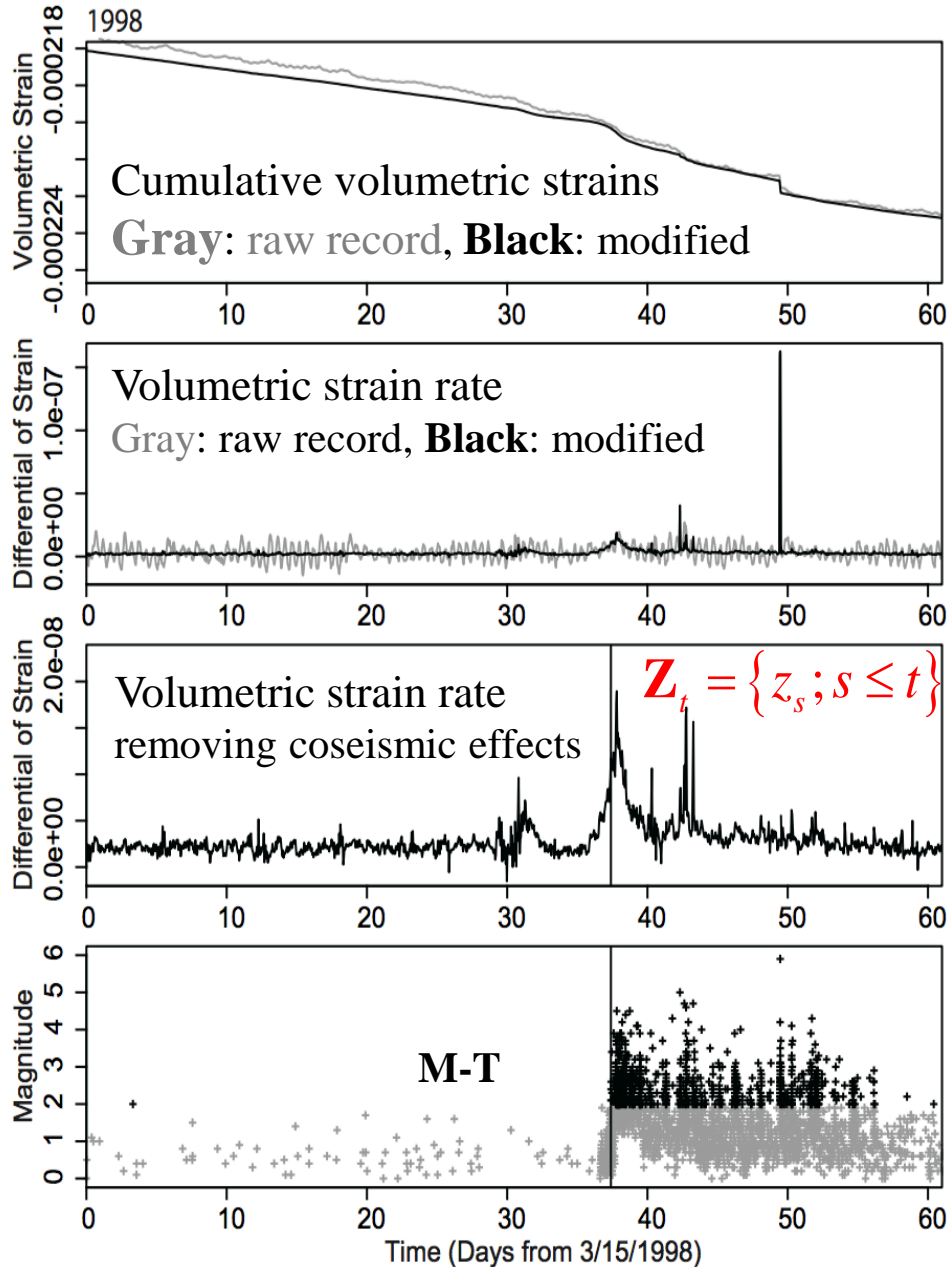 1998
Volumetric Strain
-0.000218
-0.000224
Cumulative volumetric strains
Gray: raw record, Black: modified
0 10 20 30 40 50 60
Differential of Strain
1.0e-07
0.0e+00
Volumetric strain rate
Gray: raw record, Black: modified
0 10 20 30 40 50 60
Differential of Strain
2.0e-08
0.0e+00
Volumetric strain rate
removing coseismic effects
Z_t = {z_s ; s ≤ t}
0 10 20 30 40 50 60
Magnitude
6
5
4
3
2
1
0
M-T
0 10 20 30 40 50 60
Time (Days from 3/15/1998)